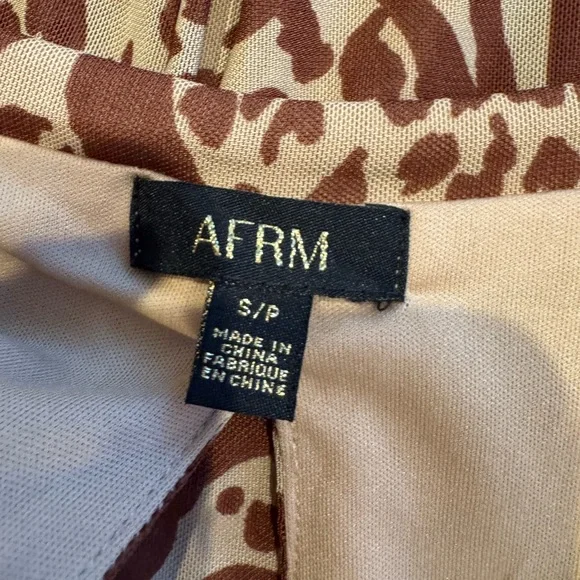 AFRM
S/P
MADE IN
CHINA
FABRIQUE
EN CHINE